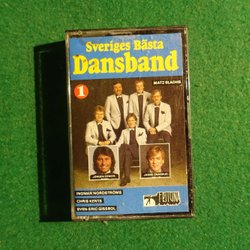 Sveriges Bästa
Dansband
MATZ BLADHS
1
INGMAR NORDSTRÖMS
CHRIS KENTS
SVEN-ERIC GISSBOL